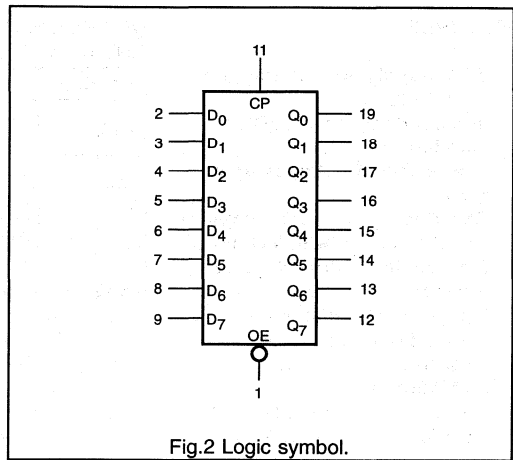 11
CP
2 D0 Q0 19
3 D1 Q1 18
4 D2 Q2 17
5 D3 Q3 16
6 D4 Q4 15
7 D5 Q5 14
8 D6 Q6 13
9 D7 Q7 12
OE
1
Fig.2 Logic symbol.